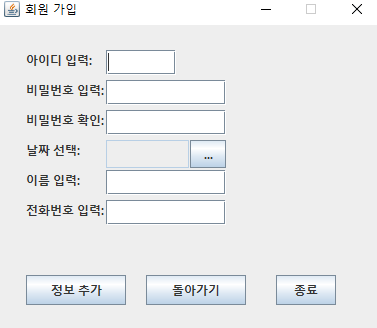 회원 가입
아이디 입력:
비밀번호 입력:
비밀번호 확인:
날짜 선택: ...
이름 입력:
전화번호 입력:
정보 추가 돌아가기 종료